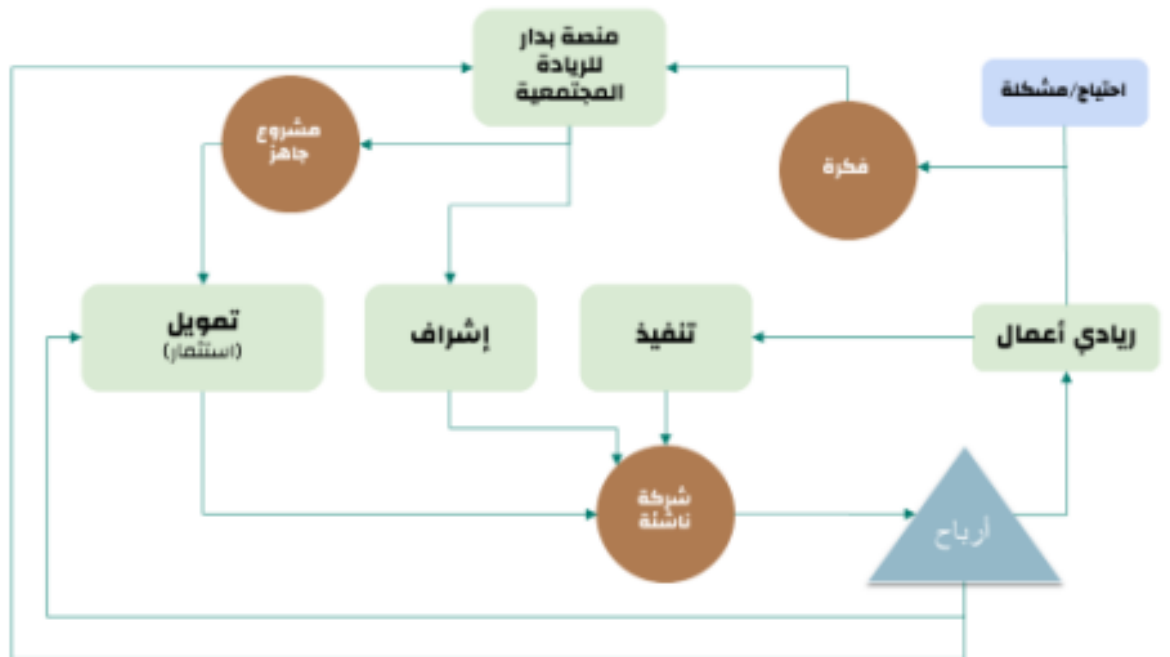 منصة بدار
للريادة
المجتمعية
احتياج/مشكلة
مشروع
جاهز
فكرة
ريادي أعمال
تنفيذ
إشراف
تمويل
(استثمار)
شركة
ناشئة
أرباح